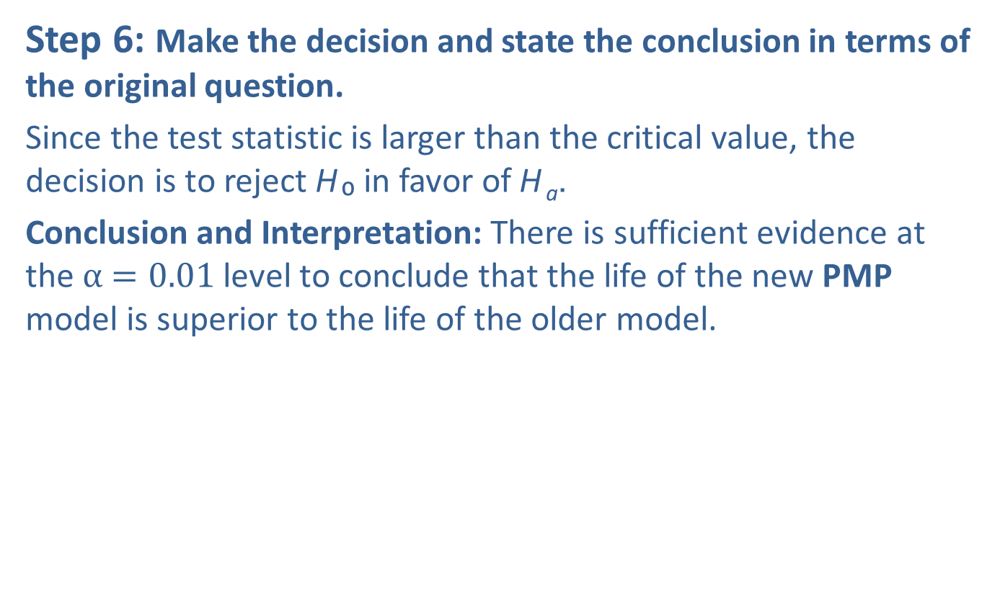 Step 6: Make the decision and state the conclusion in terms of
the original question.
Since the test statistic is larger than the critical value, the
decision is to reject H₀ in favor of Hₐ.
Conclusion and Interpretation: There is sufficient evidence at
the α = 0.01 level to conclude that the life of the new PMP
model is superior to the life of the older model.